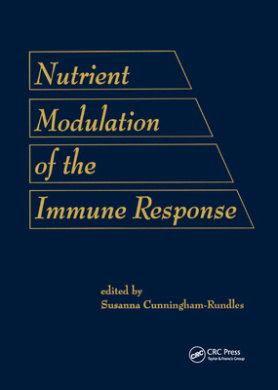 Nutrient
Modulation
of the
Immune Response
edited by
Susanna Cunningham-Rundles
CRC Press
Taylor & Francis Group